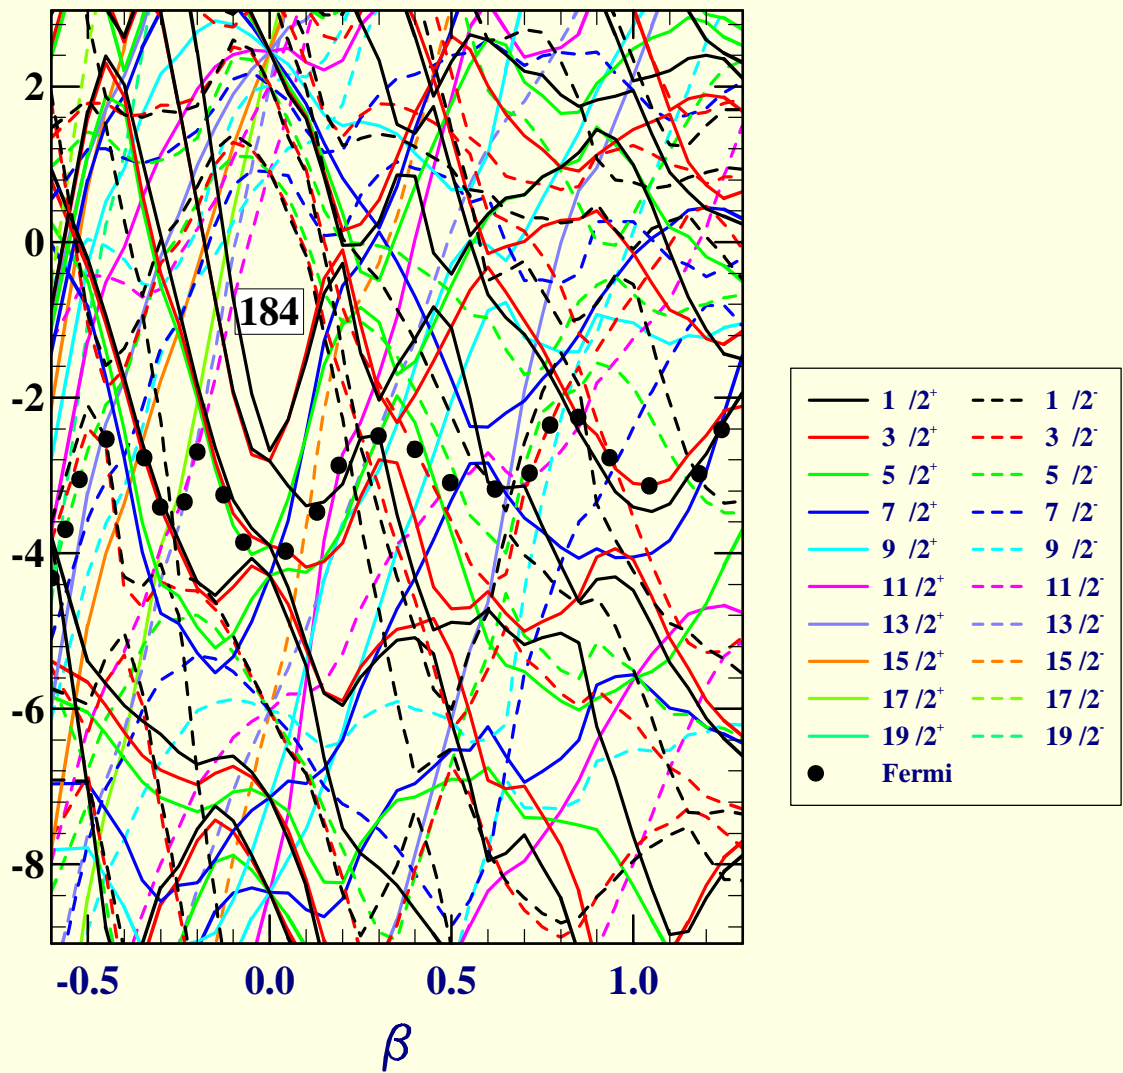 2
0
184
-2
-4
-6
-8
-0.5 0.0 0.5 1.0
β
1 /2⁺ 1 /2⁻
3 /2⁺ 3 /2⁻
5 /2⁺ 5 /2⁻
7 /2⁺ 7 /2⁻
9 /2⁺ 9 /2⁻
11 /2⁺ 11 /2⁻
13 /2⁺ 13 /2⁻
15 /2⁺ 15 /2⁻
17 /2⁺ 17 /2⁻
19 /2⁺ 19 /2⁻
Fermi